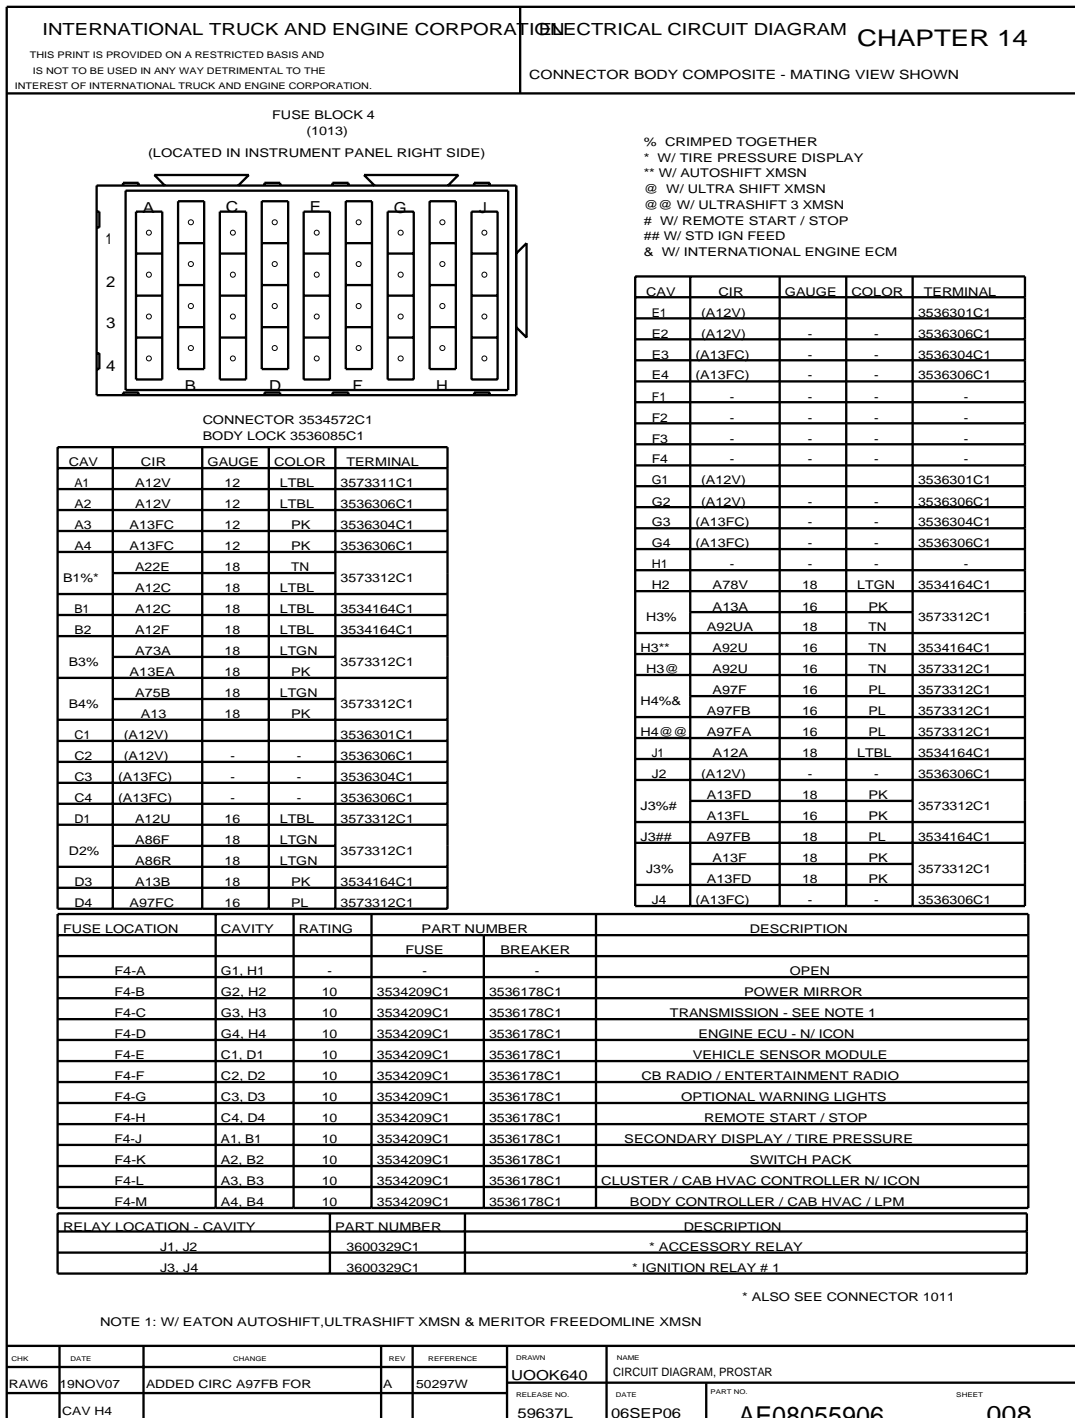 INTERNATIONAL TRUCK AND ENGINE CORPORATION
THIS PRINT IS PROVIDED ON A RESTRICTED BASIS AND
IS NOT TO BE USED IN ANY WAY DETRIMENTAL TO THE
INTEREST OF INTERNATIONAL TRUCK AND ENGINE CORPORATION.
ELECTRICAL CIRCUIT DIAGRAM CHAPTER 14
CONNECTOR BODY COMPOSITE - MATING VIEW SHOWN
FUSE BLOCK 4
(1013)
(LOCATED IN INSTRUMENT PANEL RIGHT SIDE)
A C E G J
1
2
3
4
B D F H
CONNECTOR 3534572C1
BODY LOCK 3536085C1
% CRIMPED TOGETHER
* W/ TIRE PRESSURE DISPLAY
** W/ AUTOSHIFT XMSN
@ W/ ULTRA SHIFT XMSN
@@ W/ ULTRASHIFT 3 XMSN
# W/ REMOTE START / STOP
## W/ STD IGN FEED
& W/ INTERNATIONAL ENGINE ECM
CAV CIR GAUGE COLOR TERMINAL
A1 A12V 12 LTBL 3573311C1
A2 A12V 12 LTBL 3536306C1
A3 A13FC 12 PK 3536304C1
A4 A13FC 12 PK 3536306C1
B1%* A22E 18 TN 3573312C1
A12C 18 LTBL
B1 A12C 18 LTBL 3534164C1
B2 A12F 18 LTBL 3534164C1
B3% A73A 18 LTGN 3573312C1
A13EA 18 PK
B4% A75B 18 LTGN 3573312C1
A13 18 PK
C1 (A12V) 3536301C1
C2 (A12V) - - 3536306C1
C3 (A13FC) - - 3536304C1
C4 (A13FC) - - 3536306C1
D1 A12U 16 LTBL 3573312C1
D2% A86F 18 LTGN 3573312C1
A86R 18 LTGN
D3 A13B 18 PK 3534164C1
D4 A97FC 16 PL 3573312C1
CAV CIR GAUGE COLOR TERMINAL
E1 (A12V) 3536301C1
E2 (A12V) - - 3536306C1
E3 (A13FC) - - 3536304C1
E4 (A13FC) - - 3536306C1
F1 - - - -
F2 - - - -
F3 - - - -
F4 - - - -
G1 (A12V) 3536301C1
G2 (A12V) - - 3536306C1
G3 (A13FC) - - 3536304C1
G4 (A13FC) - - 3536306C1
H1 - - - -
H2 A78V 18 LTGN 3534164C1
H3% A13A 16 PK 3573312C1
A92UA 18 TN
H3** A92U 16 TN 3534164C1
H3@ A92U 16 TN 3573312C1
H4%& A97F 16 PL 3573312C1
A97FB 16 PL 3573312C1
H4@@ A97FA 16 PL 3573312C1
J1 A12A 18 LTBL 3534164C1
J2 (A12V) - - 3536306C1
J3%# A13FD 18 PK 3573312C1
A13FL 16 PK
J3## A97FB 18 PL 3534164C1
J3% A13F 18 PK 3573312C1
A13FD 18 PK
J4 (A13FC) - - 3536306C1
FUSE LOCATION CAVITY RATING PART NUMBER DESCRIPTION
FUSE BREAKER
F4-A G1, H1 - - - OPEN
F4-B G2, H2 10 3534209C1 3536178C1 POWER MIRROR
F4-C G3, H3 10 3534209C1 3536178C1 TRANSMISSION - SEE NOTE 1
F4-D G4, H4 10 3534209C1 3536178C1 ENGINE ECU - N/ ICON
F4-E C1, D1 10 3534209C1 3536178C1 VEHICLE SENSOR MODULE
F4-F C2, D2 10 3534209C1 3536178C1 CB RADIO / ENTERTAINMENT RADIO
F4-G C3, D3 10 3534209C1 3536178C1 OPTIONAL WARNING LIGHTS
F4-H C4, D4 10 3534209C1 3536178C1 REMOTE START / STOP
F4-J A1, B1 10 3534209C1 3536178C1 SECONDARY DISPLAY / TIRE PRESSURE
F4-K A2, B2 10 3534209C1 3536178C1 SWITCH PACK
F4-L A3, B3 10 3534209C1 3536178C1 CLUSTER / CAB HVAC CONTROLLER N/ ICON
F4-M A4, B4 10 3534209C1 3536178C1 BODY CONTROLLER / CAB HVAC / LPM
RELAY LOCATION - CAVITY PART NUMBER DESCRIPTION
J1, J2 3600329C1 * ACCESSORY RELAY
J3, J4 3600329C1 * IGNITION RELAY # 1
* ALSO SEE CONNECTOR 1011
NOTE 1: W/ EATON AUTOSHIFT,ULTRASHIFT XMSN & MERITOR FREEDOMLINE XMSN
CHK DATE CHANGE REV REFERENCE DRAWN NAME
RAW6 19NOV07 ADDED CIRC A97FB FOR A 50297W UOOK640 CIRCUIT DIAGRAM, PROSTAR
RELEASE NO. DATE PART NO. SHEET
CAV H4 59637L 06SEP06 AE08055906 008